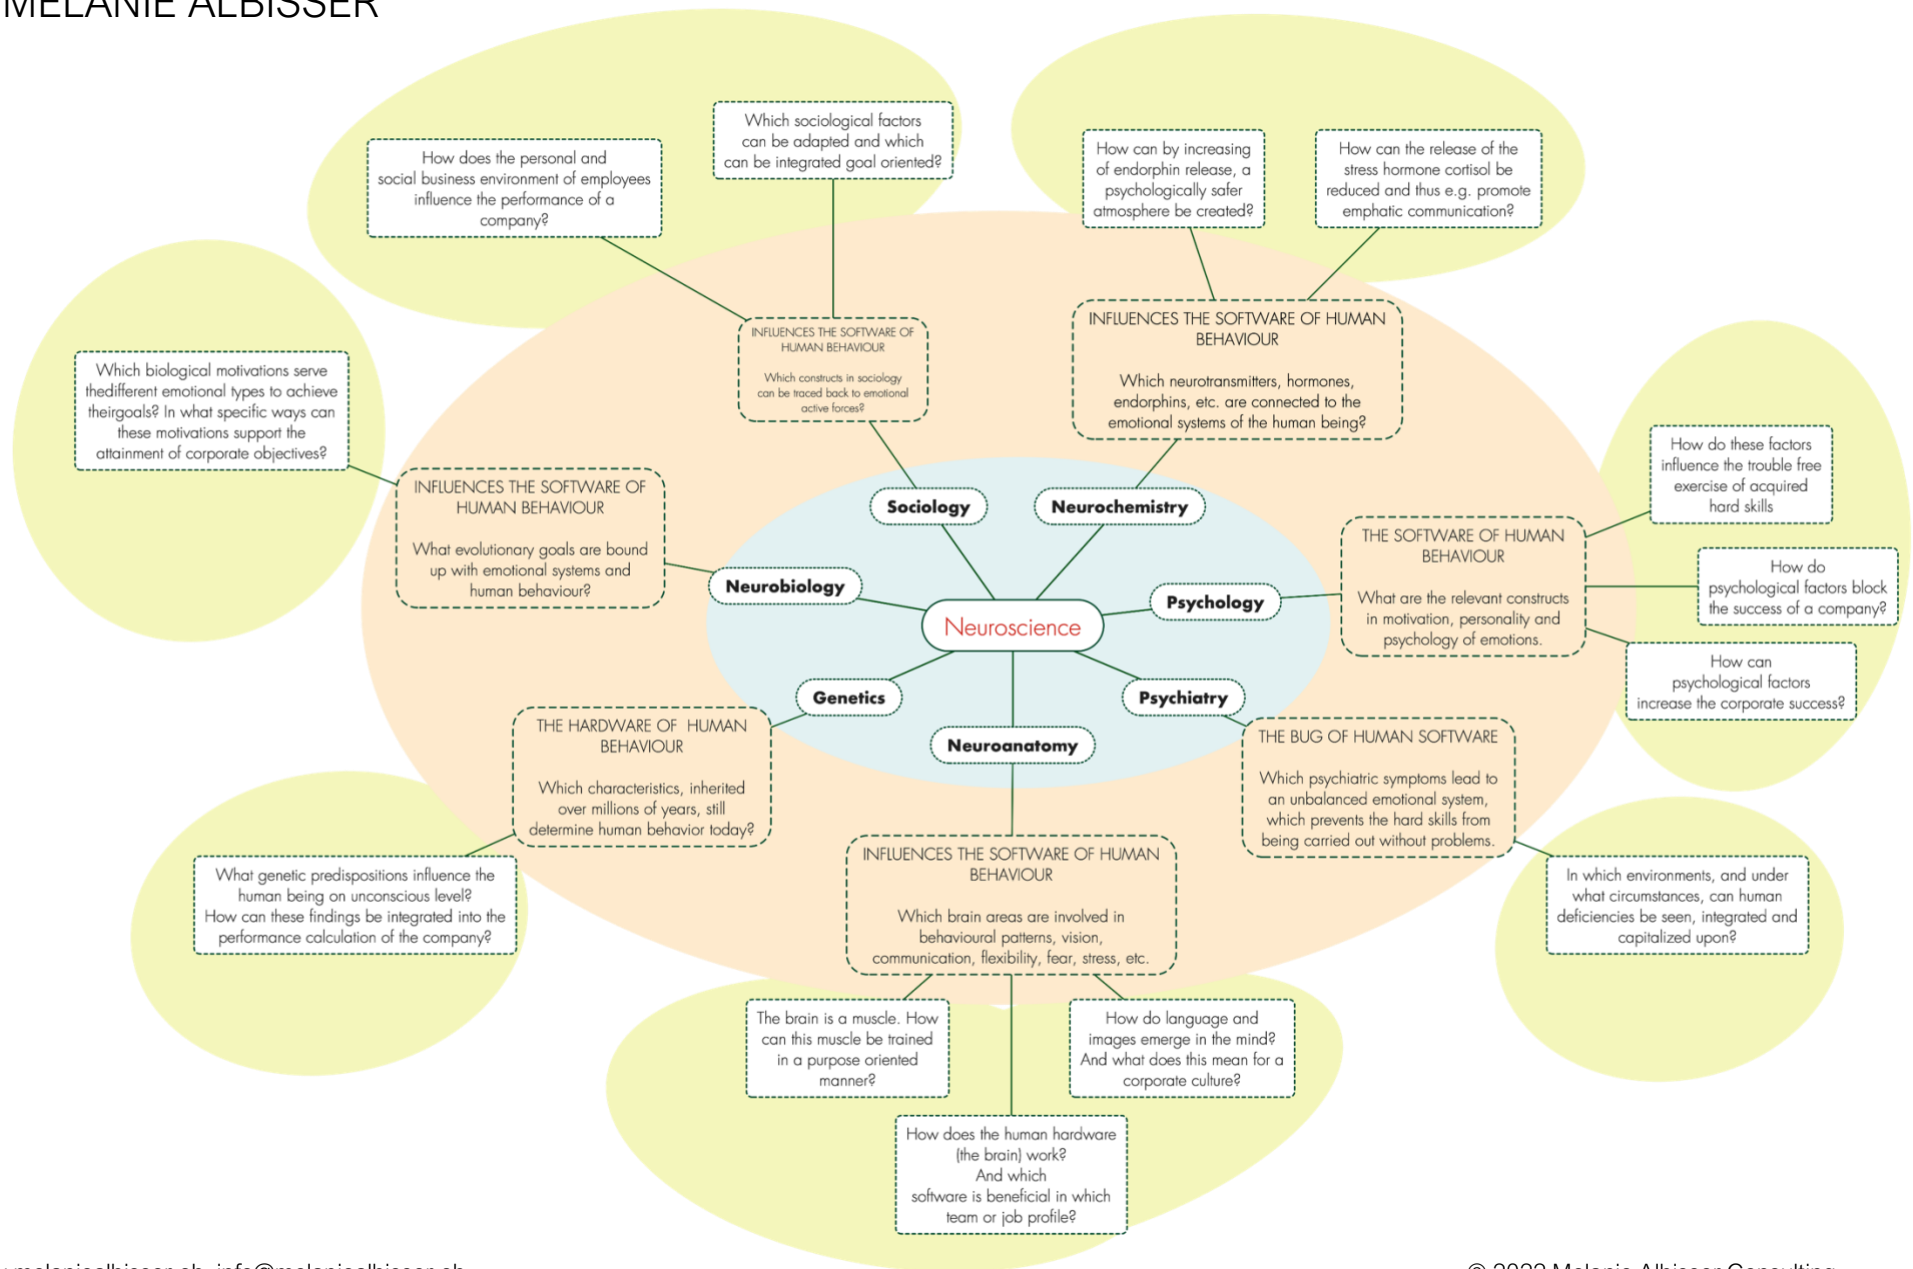 MELANIE ALBISSER
Which sociological factors
can be adapted and which
can be integrated goal oriented?
How does the personal and
social business environment of employees
influence the performance of a
company?
How can by increasing
of endorphin release, a
psychologically safer
atmosphere be created?
How can the release of the
stress hormone cortisol be
reduced and thus e.g. promote
emphatic communication?
INFLUENCES THE SOFTWARE OF
HUMAN BEHAVIOUR
Which constructs in sociology
can be traced back to emotional
active forces?
INFLUENCES THE SOFTWARE OF HUMAN
BEHAVIOUR
Which neurotransmitters, hormones,
endorphins, etc. are connected to the
emotional systems of the human being?
Which biological motivations serve
thedifferent emotional types to achieve
theirgoals? In what specific ways can
these motivations support the
attainment of corporate objectives?
INFLUENCES THE SOFTWARE OF
HUMAN BEHAVIOUR
What evolutionary goals are bound
up with emotional systems and
human behaviour?
Sociology
Neurochemistry
Neurobiology
Psychology
Neuroscience
Genetics
Psychiatry
Neuroanatomy
THE SOFTWARE OF HUMAN
BEHAVIOUR
What are the relevant constructs
in motivation, personality and
psychology of emotions.
How do these factors
influence the trouble free
exercise of acquired
hard skills
How do
psychological factors block
the success of a company?
How can
psychological factors
increase the corporate success?
THE HARDWARE OF HUMAN
BEHAVIOUR
Which characteristics, inherited
over millions of years, still
determine human behavior today?
THE BUG OF HUMAN SOFTWARE
Which psychiatric symptoms lead to
an unbalanced emotional system,
which prevents the hard skills from
being carried out without problems.
What genetic predispositions influence the
human being on unconscious level?
How can these findings be integrated into the
performance calculation of the company?
INFLUENCES THE SOFTWARE OF HUMAN
BEHAVIOUR
Which brain areas are involved in
behavioural patterns, vision,
communication, flexibility, fear, stress, etc.
In which environments, and under
what circumstances, can human
deficiencies be seen, integrated and
capitalized upon?
The brain is a muscle. How
can this muscle be trained
in a purpose oriented
manner?
How do language and
images emerge in the mind?
And what does this mean for a
corporate culture?
How does the human hardware
(the brain) work?
And which
software is beneficial in which
team or job profile?
melaniealbisser.ch, info@melaniealbisser.ch
© 2022 Melanie Albisser Consulting